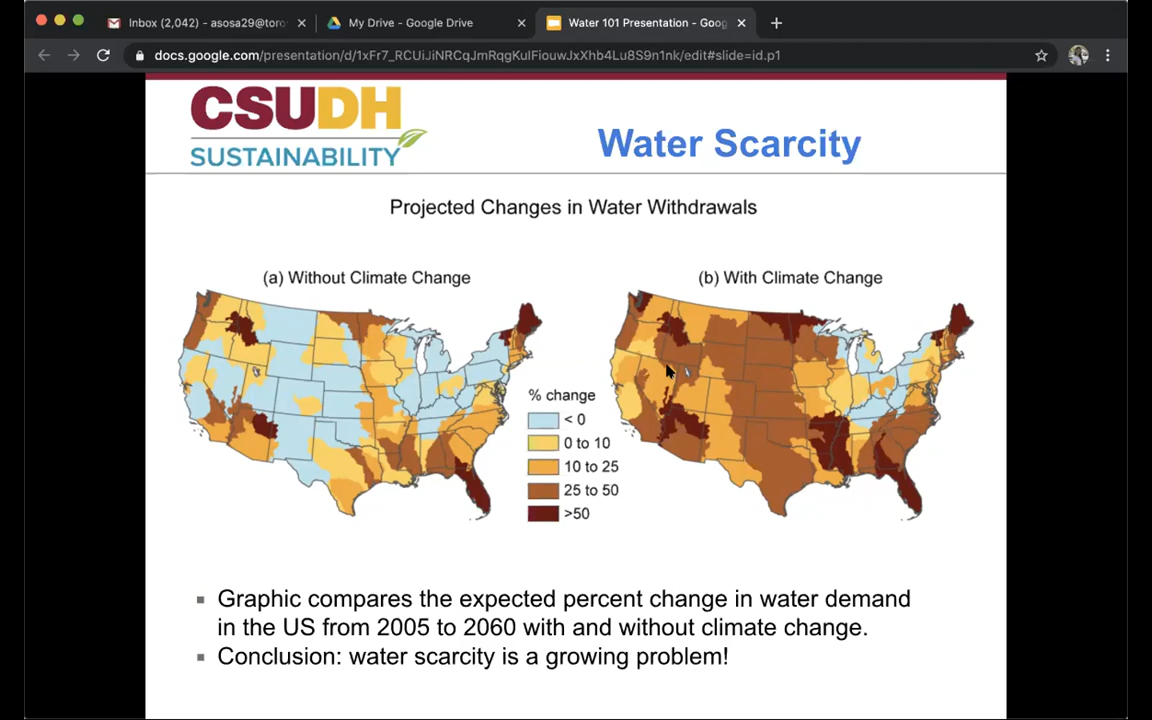 Inbox (2,042) - asosa29@toro
My Drive - Google Drive
Water 101 Presentation - Goog
docs.google.com/presentation/d/1xFr7_RCUiJiNRCqJmRqgKuIFiouwJxXhb4Lu8S9n1nk/edit#slide=id.p1
CSUDH
SUSTAINABILITY
Water Scarcity
Projected Changes in Water Withdrawals
(a) Without Climate Change
(b) With Climate Change
% change
< 0
0 to 10
10 to 25
25 to 50
>50
▪ Graphic compares the expected percent change in water demand
in the US from 2005 to 2060 with and without climate change.
▪ Conclusion: water scarcity is a growing problem!